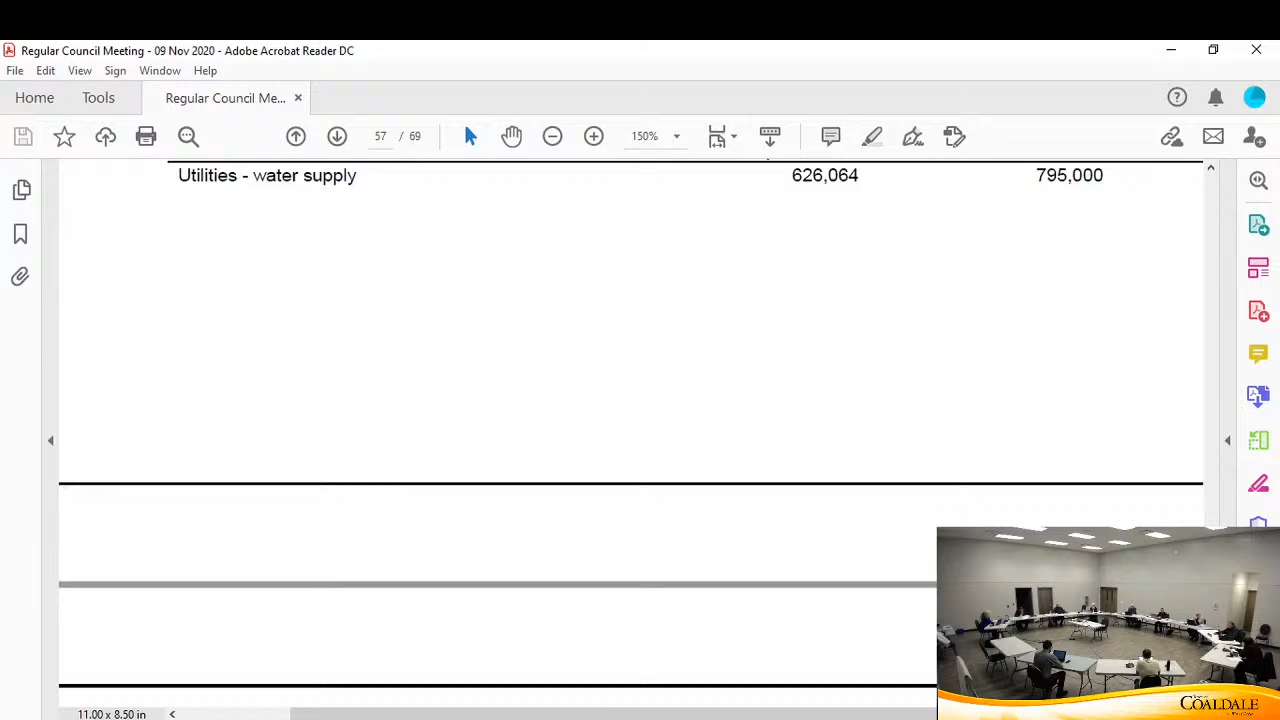 Regular Council Meeting - 09 Nov 2020 - Adobe Acrobat Reader DC
File Edit View Sign Window Help
Home Tools Regular Council Me...
57 / 69 150%
Utilities - water supply 626,064 795,000
COALDALE
11.00 x 8.50 in